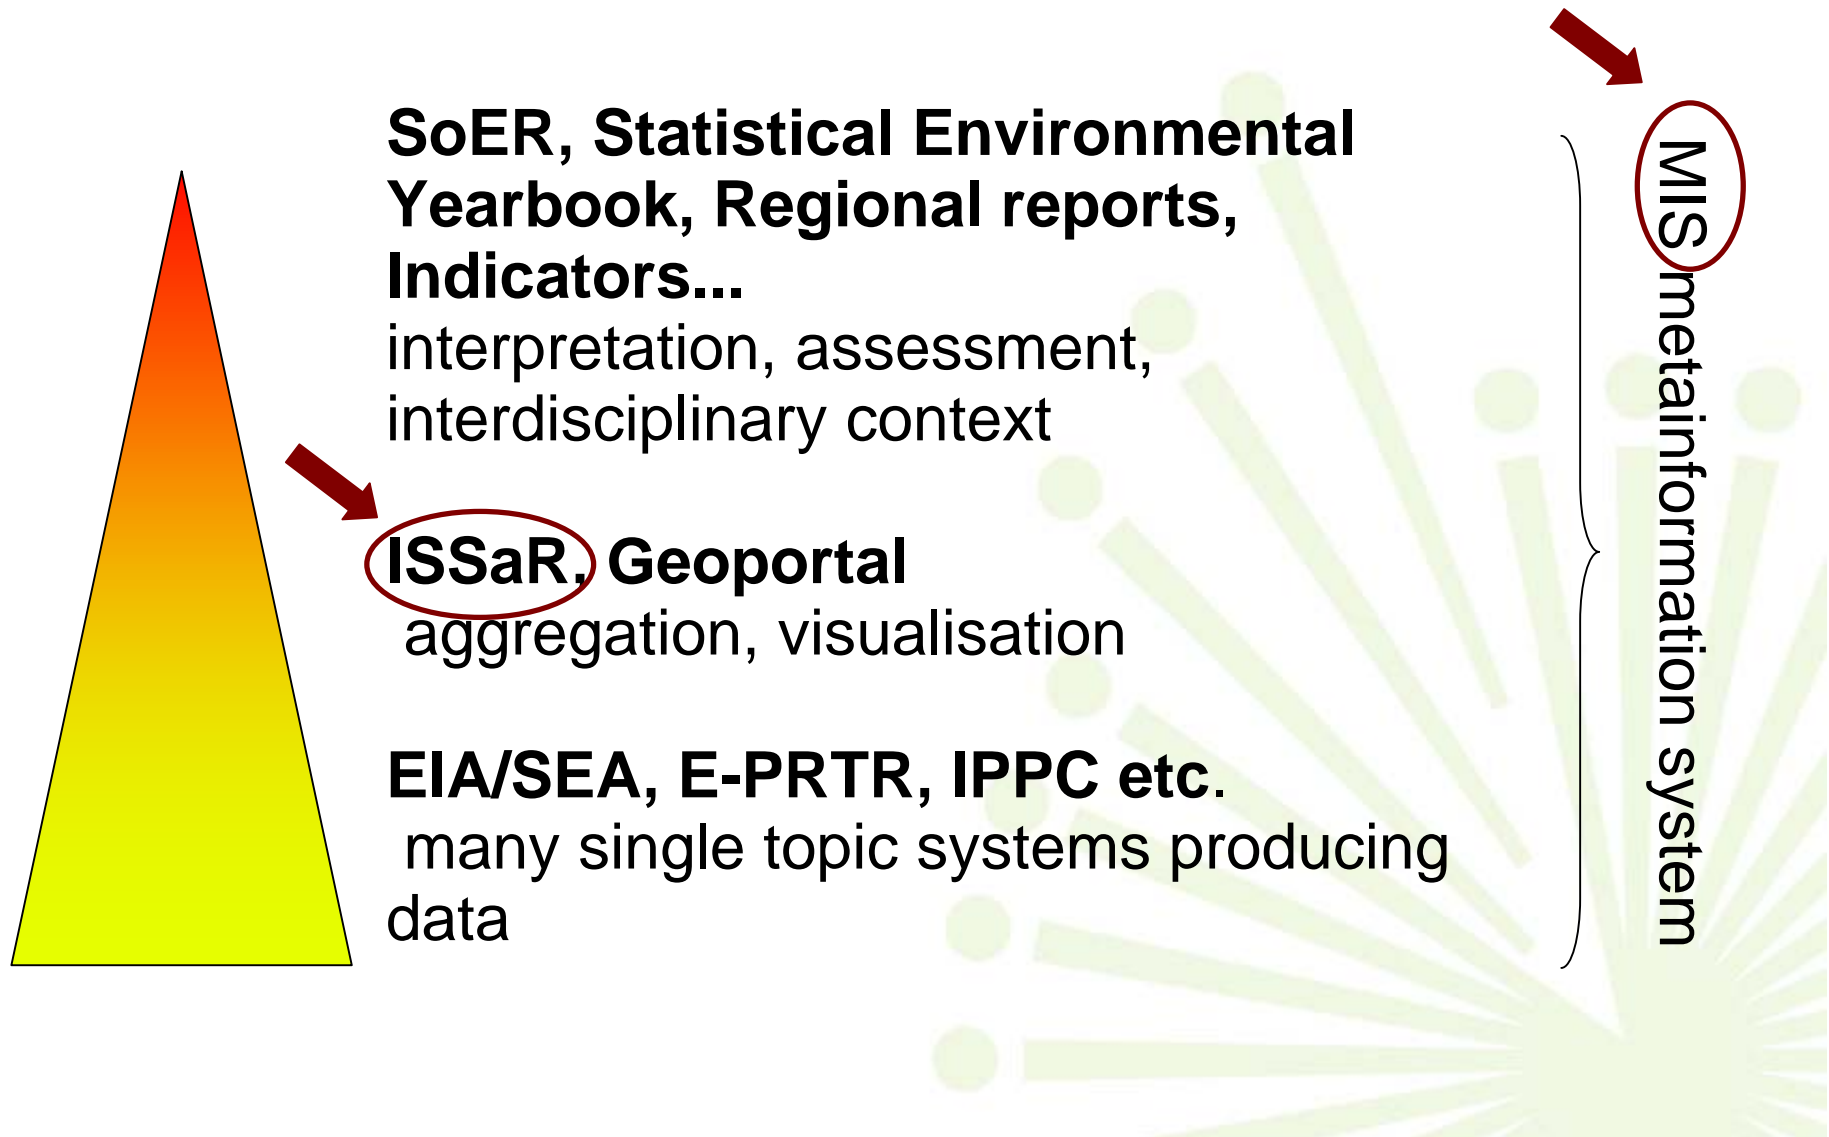 SoER, Statistical Environmental
Yearbook, Regional reports,
Indicators...
interpretation, assessment,
interdisciplinary context
ISSaR, Geoportal
aggregation, visualisation
EIA/SEA, E-PRTR, IPPC etc.
many single topic systems producing
data
MIS metainformation system